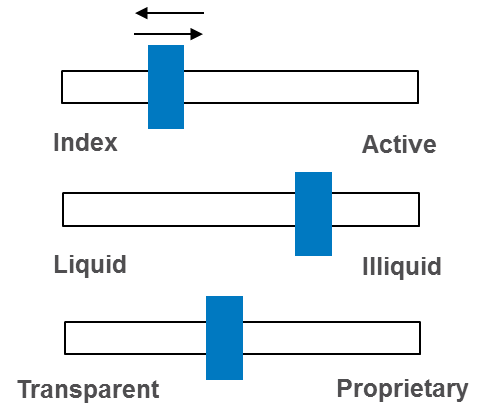 Index Active
Liquid Illiquid
Transparent Proprietary